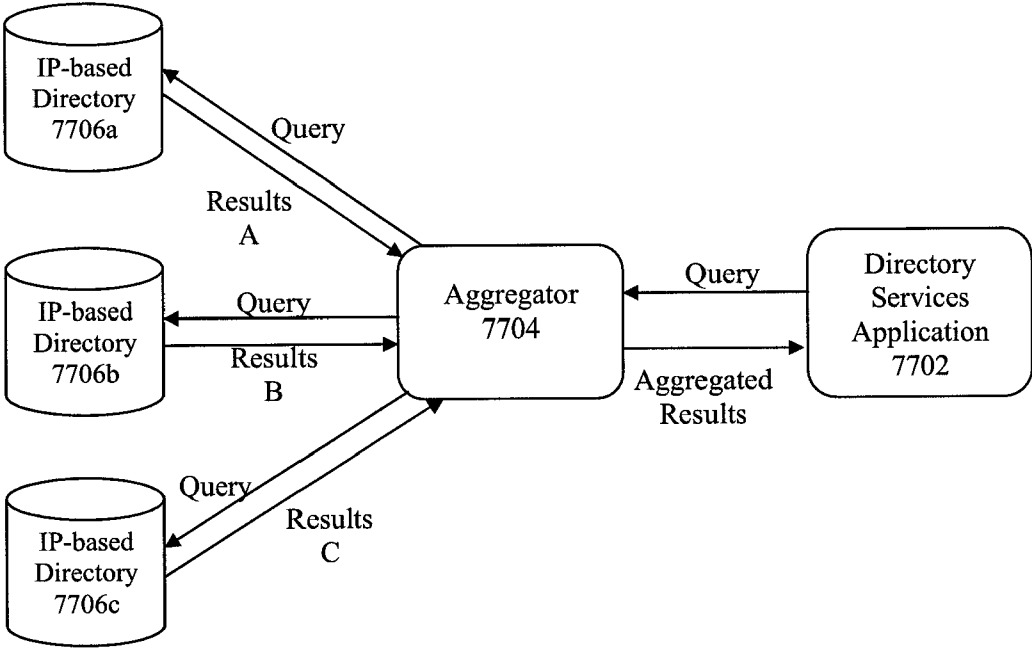 IP-based
Directory
7706a
Query
Results
A
IP-based
Directory
7706b
Query
Results
B
Aggregator
7704
Query
Aggregated
Results
Directory
Services
Application
7702
IP-based
Directory
7706c
Query
Results
C